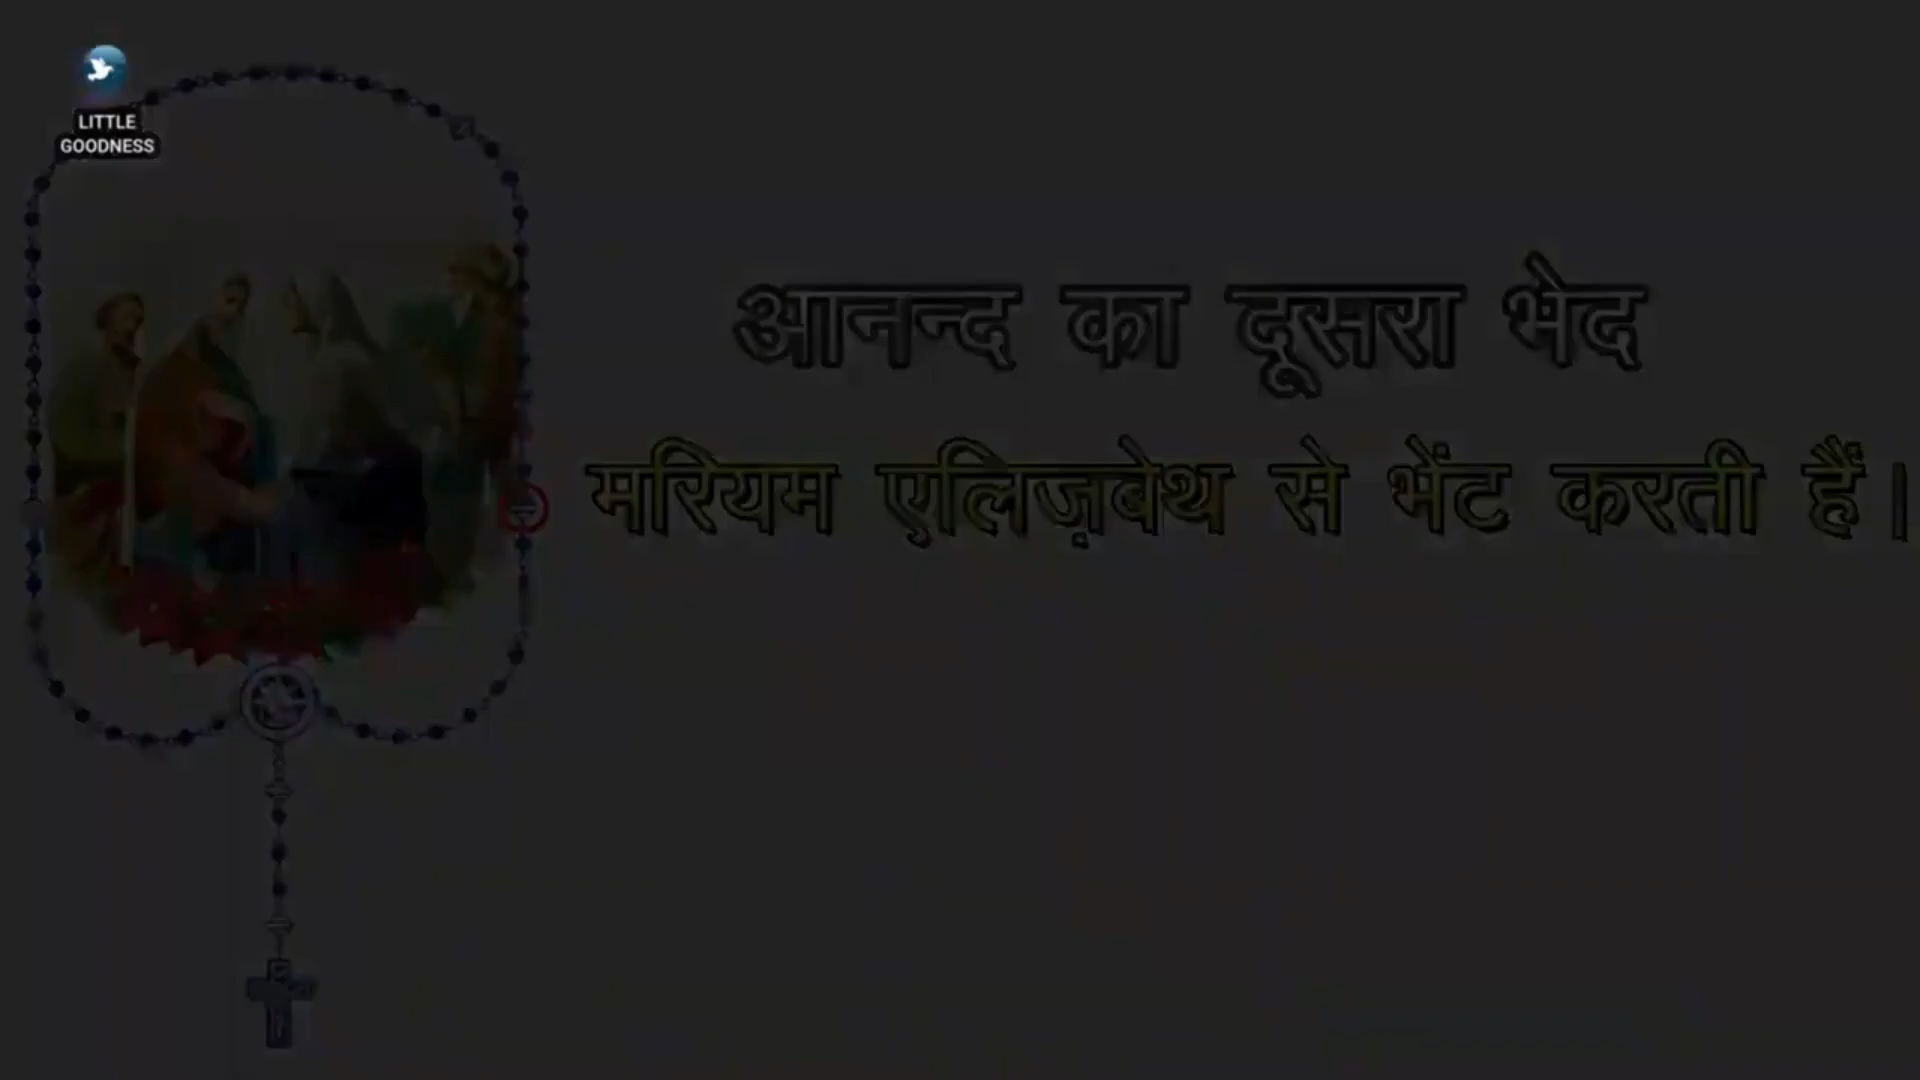 LITTLE
GOODNESS
आनन्द का दूसरा भेद
मरियम एलिज़बेथ से भेंट करती हैं।